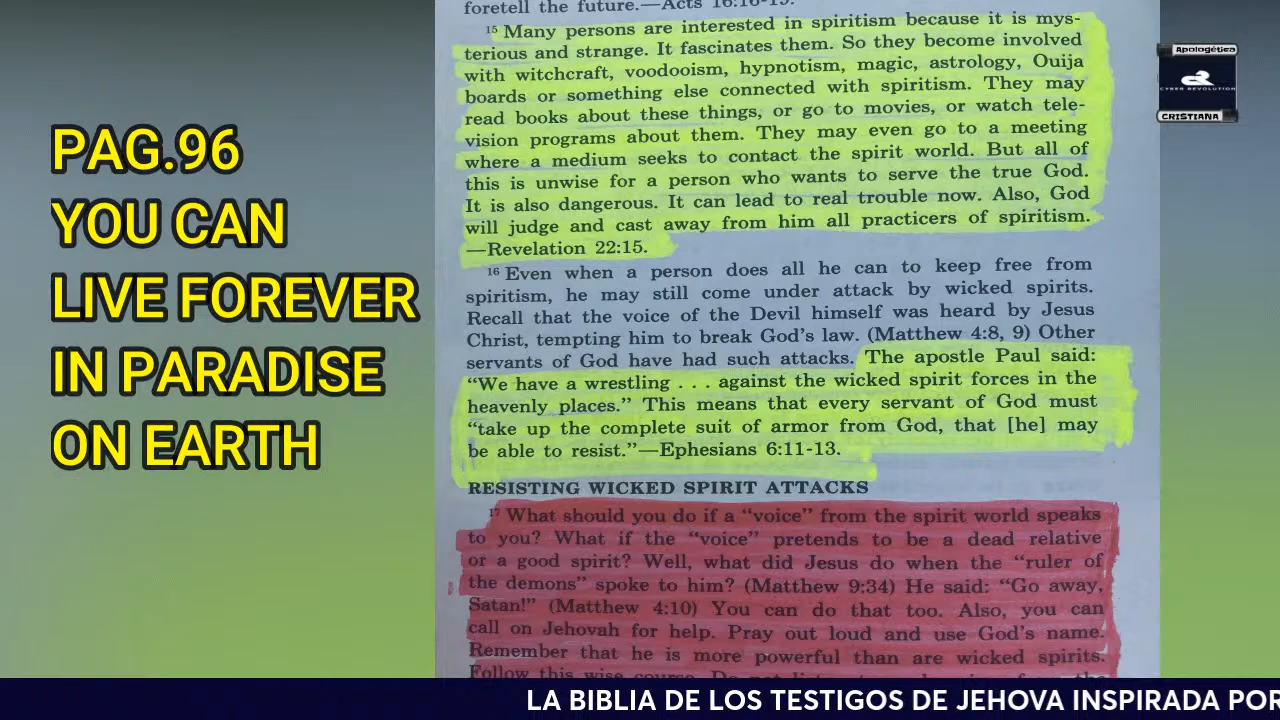 PAG.96
YOU CAN
LIVE FOREVER
IN PARADISE
ON EARTH
foretell the future.—Acts 16:16-19.
15 Many persons are interested in spiritism because it is mys-
terious and strange. It fascinates them. So they become involved
with witchcraft, voodooism, hypnotism, magic, astrology, Ouija
boards or something else connected with spiritism. They may
read books about these things, or go to movies, or watch tele-
vision programs about them. They may even go to a meeting
where a medium seeks to contact the spirit world. But all of
this is unwise for a person who wants to serve the true God.
It is also dangerous. It can lead to real trouble now. Also, God
will judge and cast away from him all practicers of spiritism.
—Revelation 22:15.
16 Even when a person does all he can to keep free from
spiritism, he may still come under attack by wicked spirits.
Recall that the voice of the Devil himself was heard by Jesus
Christ, tempting him to break God's law. (Matthew 4:8, 9) Other
servants of God have had such attacks. The apostle Paul said:
“We have a wrestling . . . against the wicked spirit forces in the
heavenly places.” This means that every servant of God must
“take up the complete suit of armor from God, that [he] may
be able to resist.”—Ephesians 6:11-13.
RESISTING WICKED SPIRIT ATTACKS
17 What should you do if a “voice” from the spirit world speaks
to you? What if the “voice” pretends to be a dead relative
or a good spirit? Well, what did Jesus do when the “ruler of
the demons” spoke to him? (Matthew 9:34) He said: “Go away,
Satan!” (Matthew 4:10) You can do that too. Also, you can
call on Jehovah for help. Pray out loud and use God's name.
Remember that he is more powerful than are wicked spirits.
Follow this wise course. Do not
Apologética
CYBER REVOLUTION
CRISTIANA
LA BIBLIA DE LOS TESTIGOS DE JEHOVA INSPIRADA POR